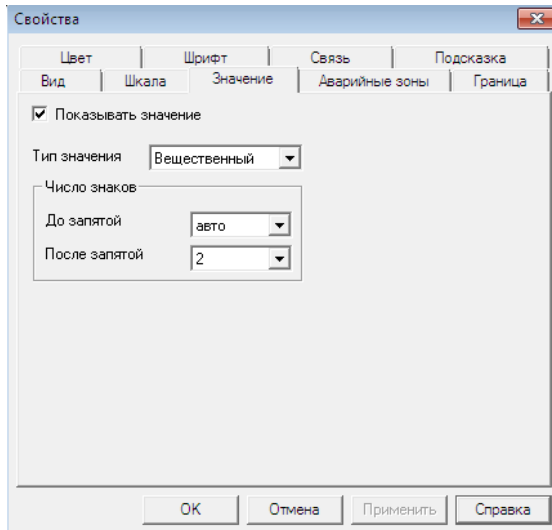 Свойства
Цвет Шрифт Связь Подсказка
Вид Шкала Значение Аварийные зоны Граница
Показывать значение
Тип значения Вещественный
Число знаков
До запятой авто
После запятой 2
OK Отмена Применить Справка